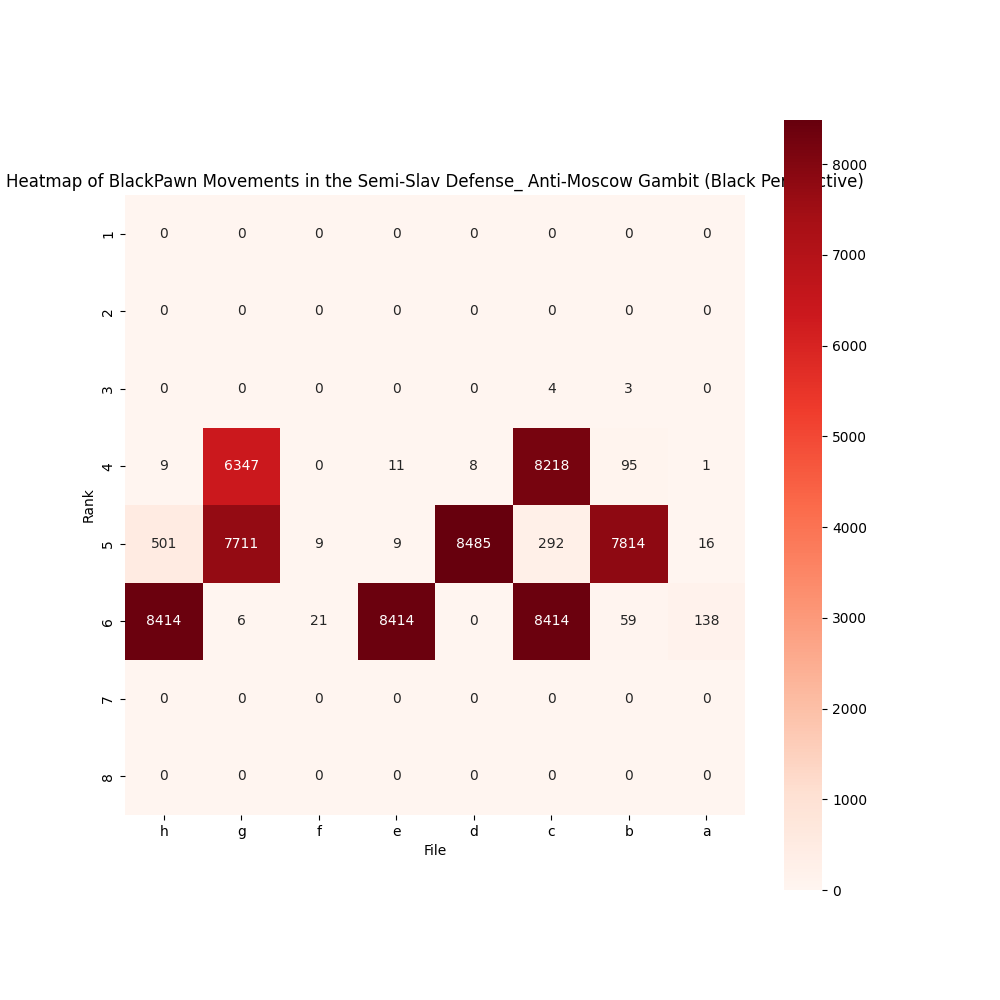 Heatmap of BlackPawn Movements in the Semi-Slav Defense_ Anti-Moscow Gambit (Black Pe ctive)
8000
1 0 0 0 0 0 0 0 0
7000
2 0 0 0 0 0 0 0 0
6000
3 0 0 0 0 0 4 3 0
5000
4 9 6347 0 11 8 8218 95 1
Rank
4000
5 501 7711 9 9 8485 292 7814 16
3000
6 8414 6 21 8414 0 8414 59 138
7 0 0 0 0 0 0 0 0
2000
8 0 0 0 0 0 0 0 0
1000
h g f e d c b a
File
0